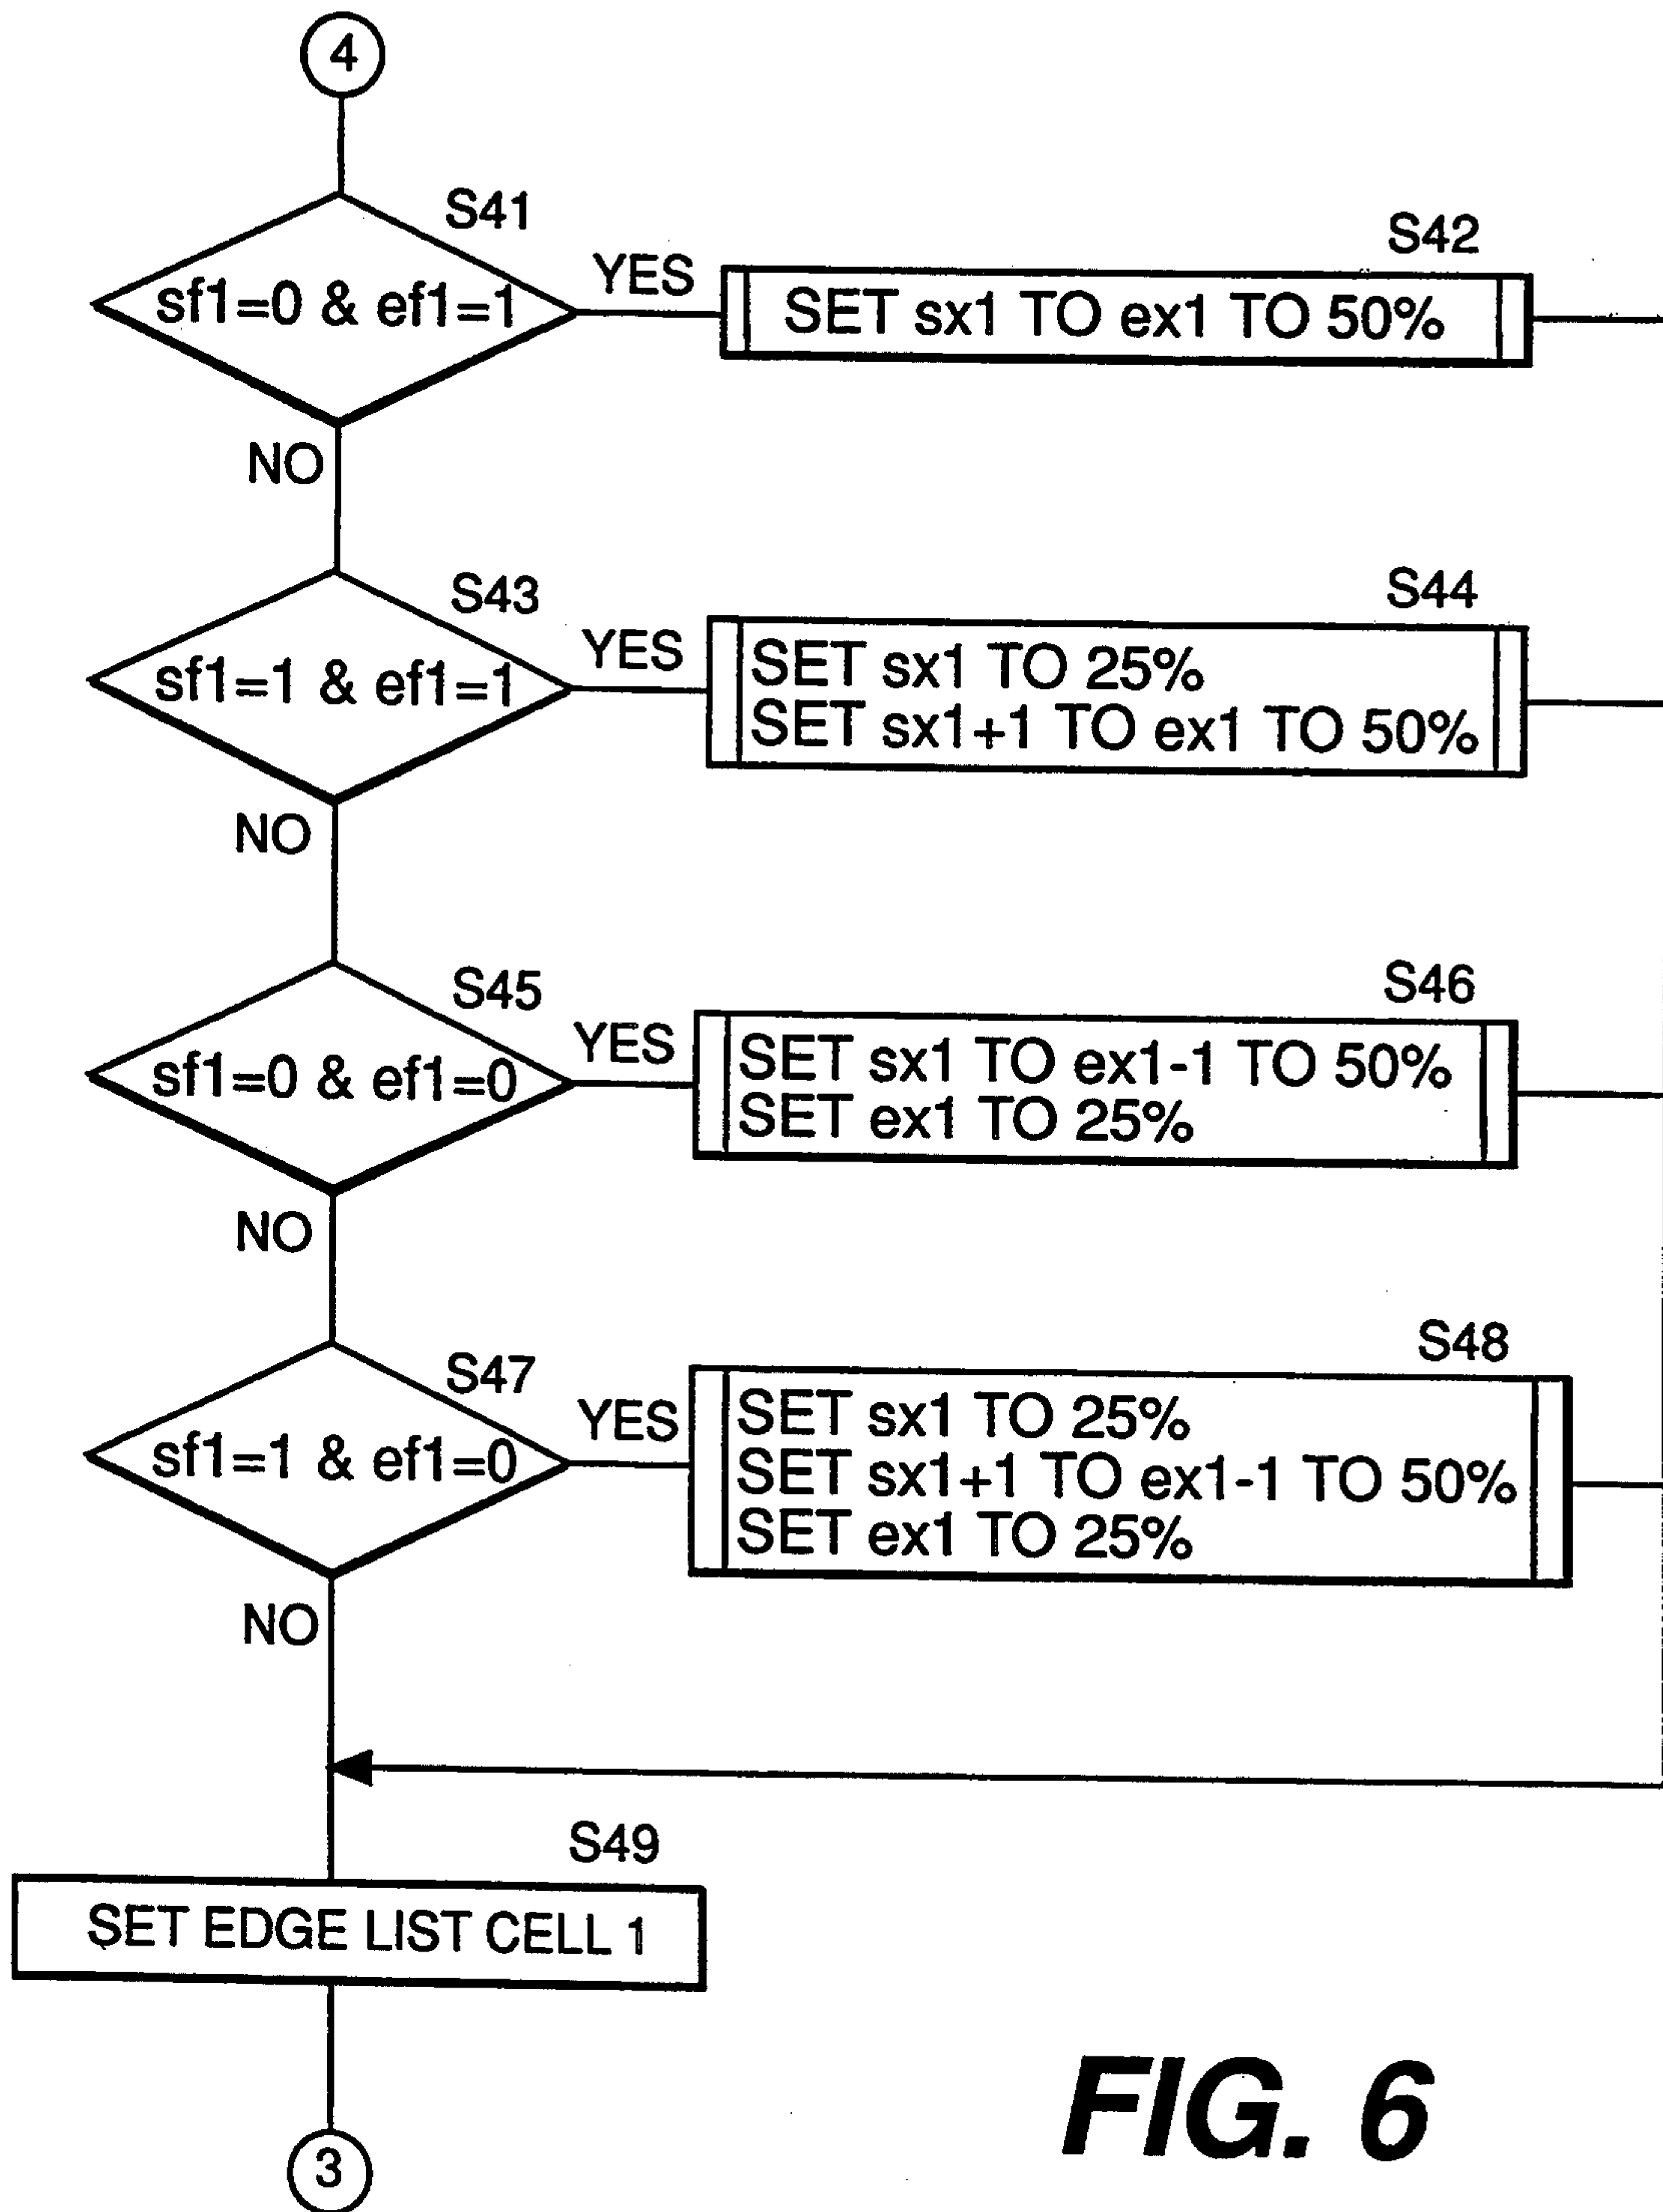 4
S41
sf1=0 & ef1=1
YES
S42
SET sx1 TO ex1 TO 50%
NO
S43
sf1=1 & ef1=1
YES
S44
SET sx1 TO 25%
SET sx1+1 TO ex1 TO 50%
NO
S45
sf1=0 & ef1=0
YES
S46
SET sx1 TO ex1-1 TO 50%
SET ex1 TO 25%
NO
S47
sf1=1 & ef1=0
YES
S48
SET sx1 TO 25%
SET sx1+1 TO ex1-1 TO 50%
SET ex1 TO 25%
NO
S49
SET EDGE LIST CELL 1
3
FIG. 6